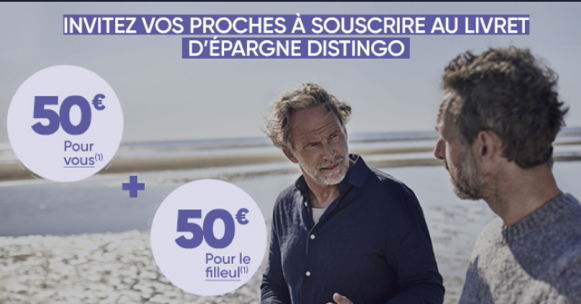 INVITEZ VOS PROCHES À SOUSCRIRE AU LIVRET
D'ÉPARGNE DISTINGO
50€
Pour
vous(1)
+
50€
Pour le
filleul(1)